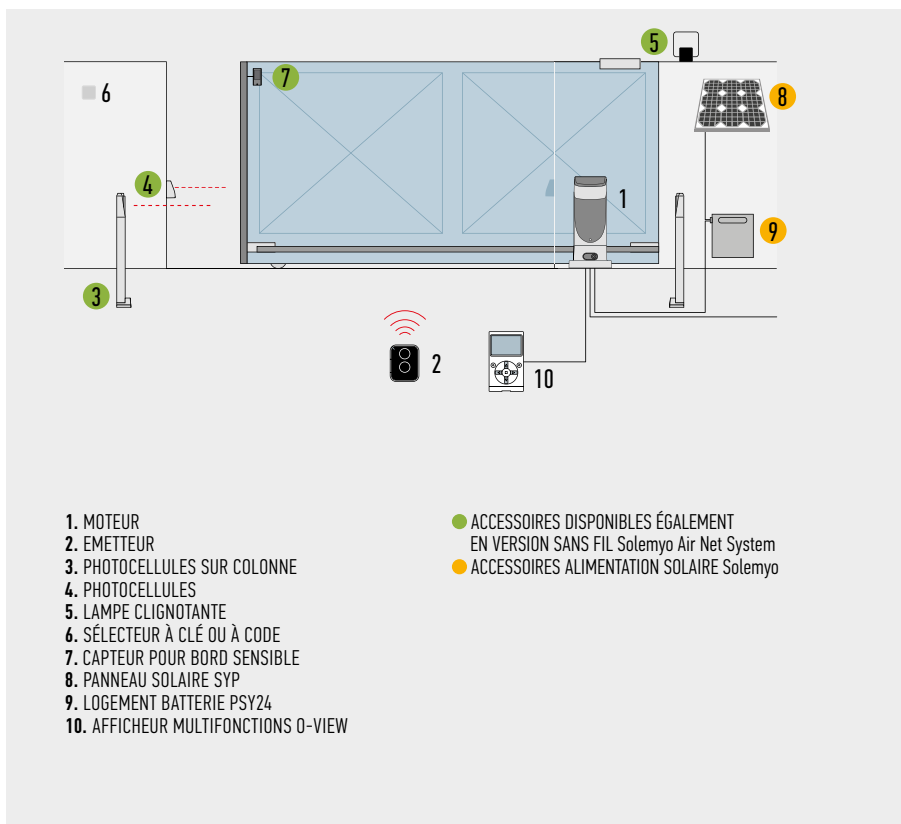 5
7
6
8
4
1
9
3
2
10
1. MOTEUR
2. EMETTEUR
3. PHOTOCELLULES SUR COLONNE
4. PHOTOCELLULES
5. LAMPE CLIGNOTANTE
6. SÉLECTEUR À CLÉ OU À CODE
7. CAPTEUR POUR BORD SENSIBLE
8. PANNEAU SOLAIRE SYP
9. LOGEMENT BATTERIE PSY24
10. AFFICHEUR MULTIFONCTIONS O-VIEW
ACCESSOIRES DISPONIBLES ÉGALEMENT
EN VERSION SANS FIL Solemyo Air Net System
ACCESSOIRES ALIMENTATION SOLAIRE Solemyo